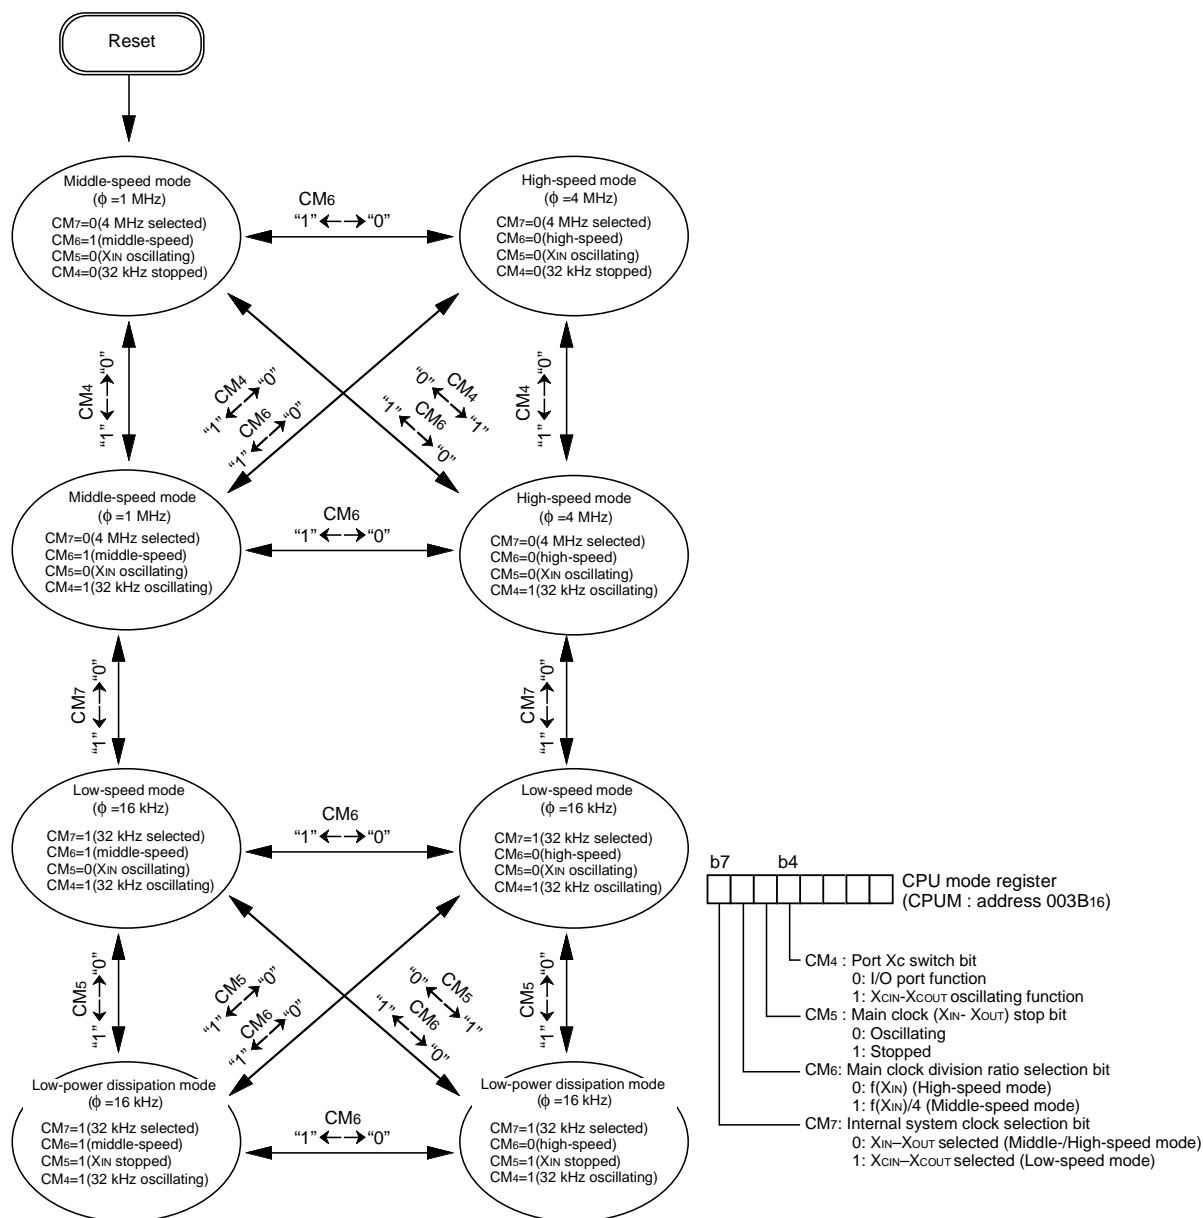 Reset
Middle-speed mode
(ϕ =1 MHz)
CM7=0(4 MHz selected)
CM6=1(middle-speed)
CM5=0(XIN oscillating)
CM4=0(32 kHz stopped)
CM6
“1” ←→ “0”
High-speed mode
(ϕ =4 MHz)
CM7=0(4 MHz selected)
CM6=0(high-speed)
CM5=0(XIN oscillating)
CM4=0(32 kHz stopped)
CM4
“1” ←→ “0”
CM4
“1” ←→ “0”
CM6
“1” ←→ “0”
CM4
“0” ←→ “1”
CM6
“1” ←→ “0”
CM4
“1” ←→ “0”
Middle-speed mode
(ϕ =1 MHz)
CM7=0(4 MHz selected)
CM6=1(middle-speed)
CM5=0(XIN oscillating)
CM4=1(32 kHz oscillating)
CM6
“1” ←→ “0”
High-speed mode
(ϕ =4 MHz)
CM7=0(4 MHz selected)
CM6=0(high-speed)
CM5=0(XIN oscillating)
CM4=1(32 kHz oscillating)
CM7
“1” ←→ “0”
CM7
“1” ←→ “0”
Low-speed mode
(ϕ =16 kHz)
CM7=1(32 kHz selected)
CM6=1(middle-speed)
CM5=0(XIN oscillating)
CM4=1(32 kHz oscillating)
CM6
“1” ←→ “0”
Low-speed mode
(ϕ =16 kHz)
CM7=1(32 kHz selected)
CM6=0(high-speed)
CM5=0(XIN oscillating)
CM4=1(32 kHz oscillating)
CM5
“1” ←→ “0”
CM5
“1” ←→ “0”
CM6
“1” ←→ “0”
CM5
“0” ←→ “1”
CM6
“1” ←→ “0”
CM5
“1” ←→ “0”
Low-power dissipation mode
(ϕ =16 kHz)
CM7=1(32 kHz selected)
CM6=1(middle-speed)
CM5=1(XIN stopped)
CM4=1(32 kHz oscillating)
CM6
“1” ←→ “0”
Low-power dissipation mode
(ϕ =16 kHz)
CM7=1(32 kHz selected)
CM6=0(high-speed)
CM5=1(XIN stopped)
CM4=1(32 kHz oscillating)
b7 b4
CPU mode register
(CPUM : address 003B16)
CM4 : Port Xc switch bit
0: I/O port function
1: XCIN-XCOUT oscillating function
CM5 : Main clock (XIN- XOUT) stop bit
0: Oscillating
1: Stopped
CM6: Main clock division ratio selection bit
0: f(XIN) (High-speed mode)
1: f(XIN)/4 (Middle-speed mode)
CM7: Internal system clock selection bit
0: XIN–XOUT selected (Middle-/High-speed mode)
1: XCIN–XCOUT selected (Low-speed mode)